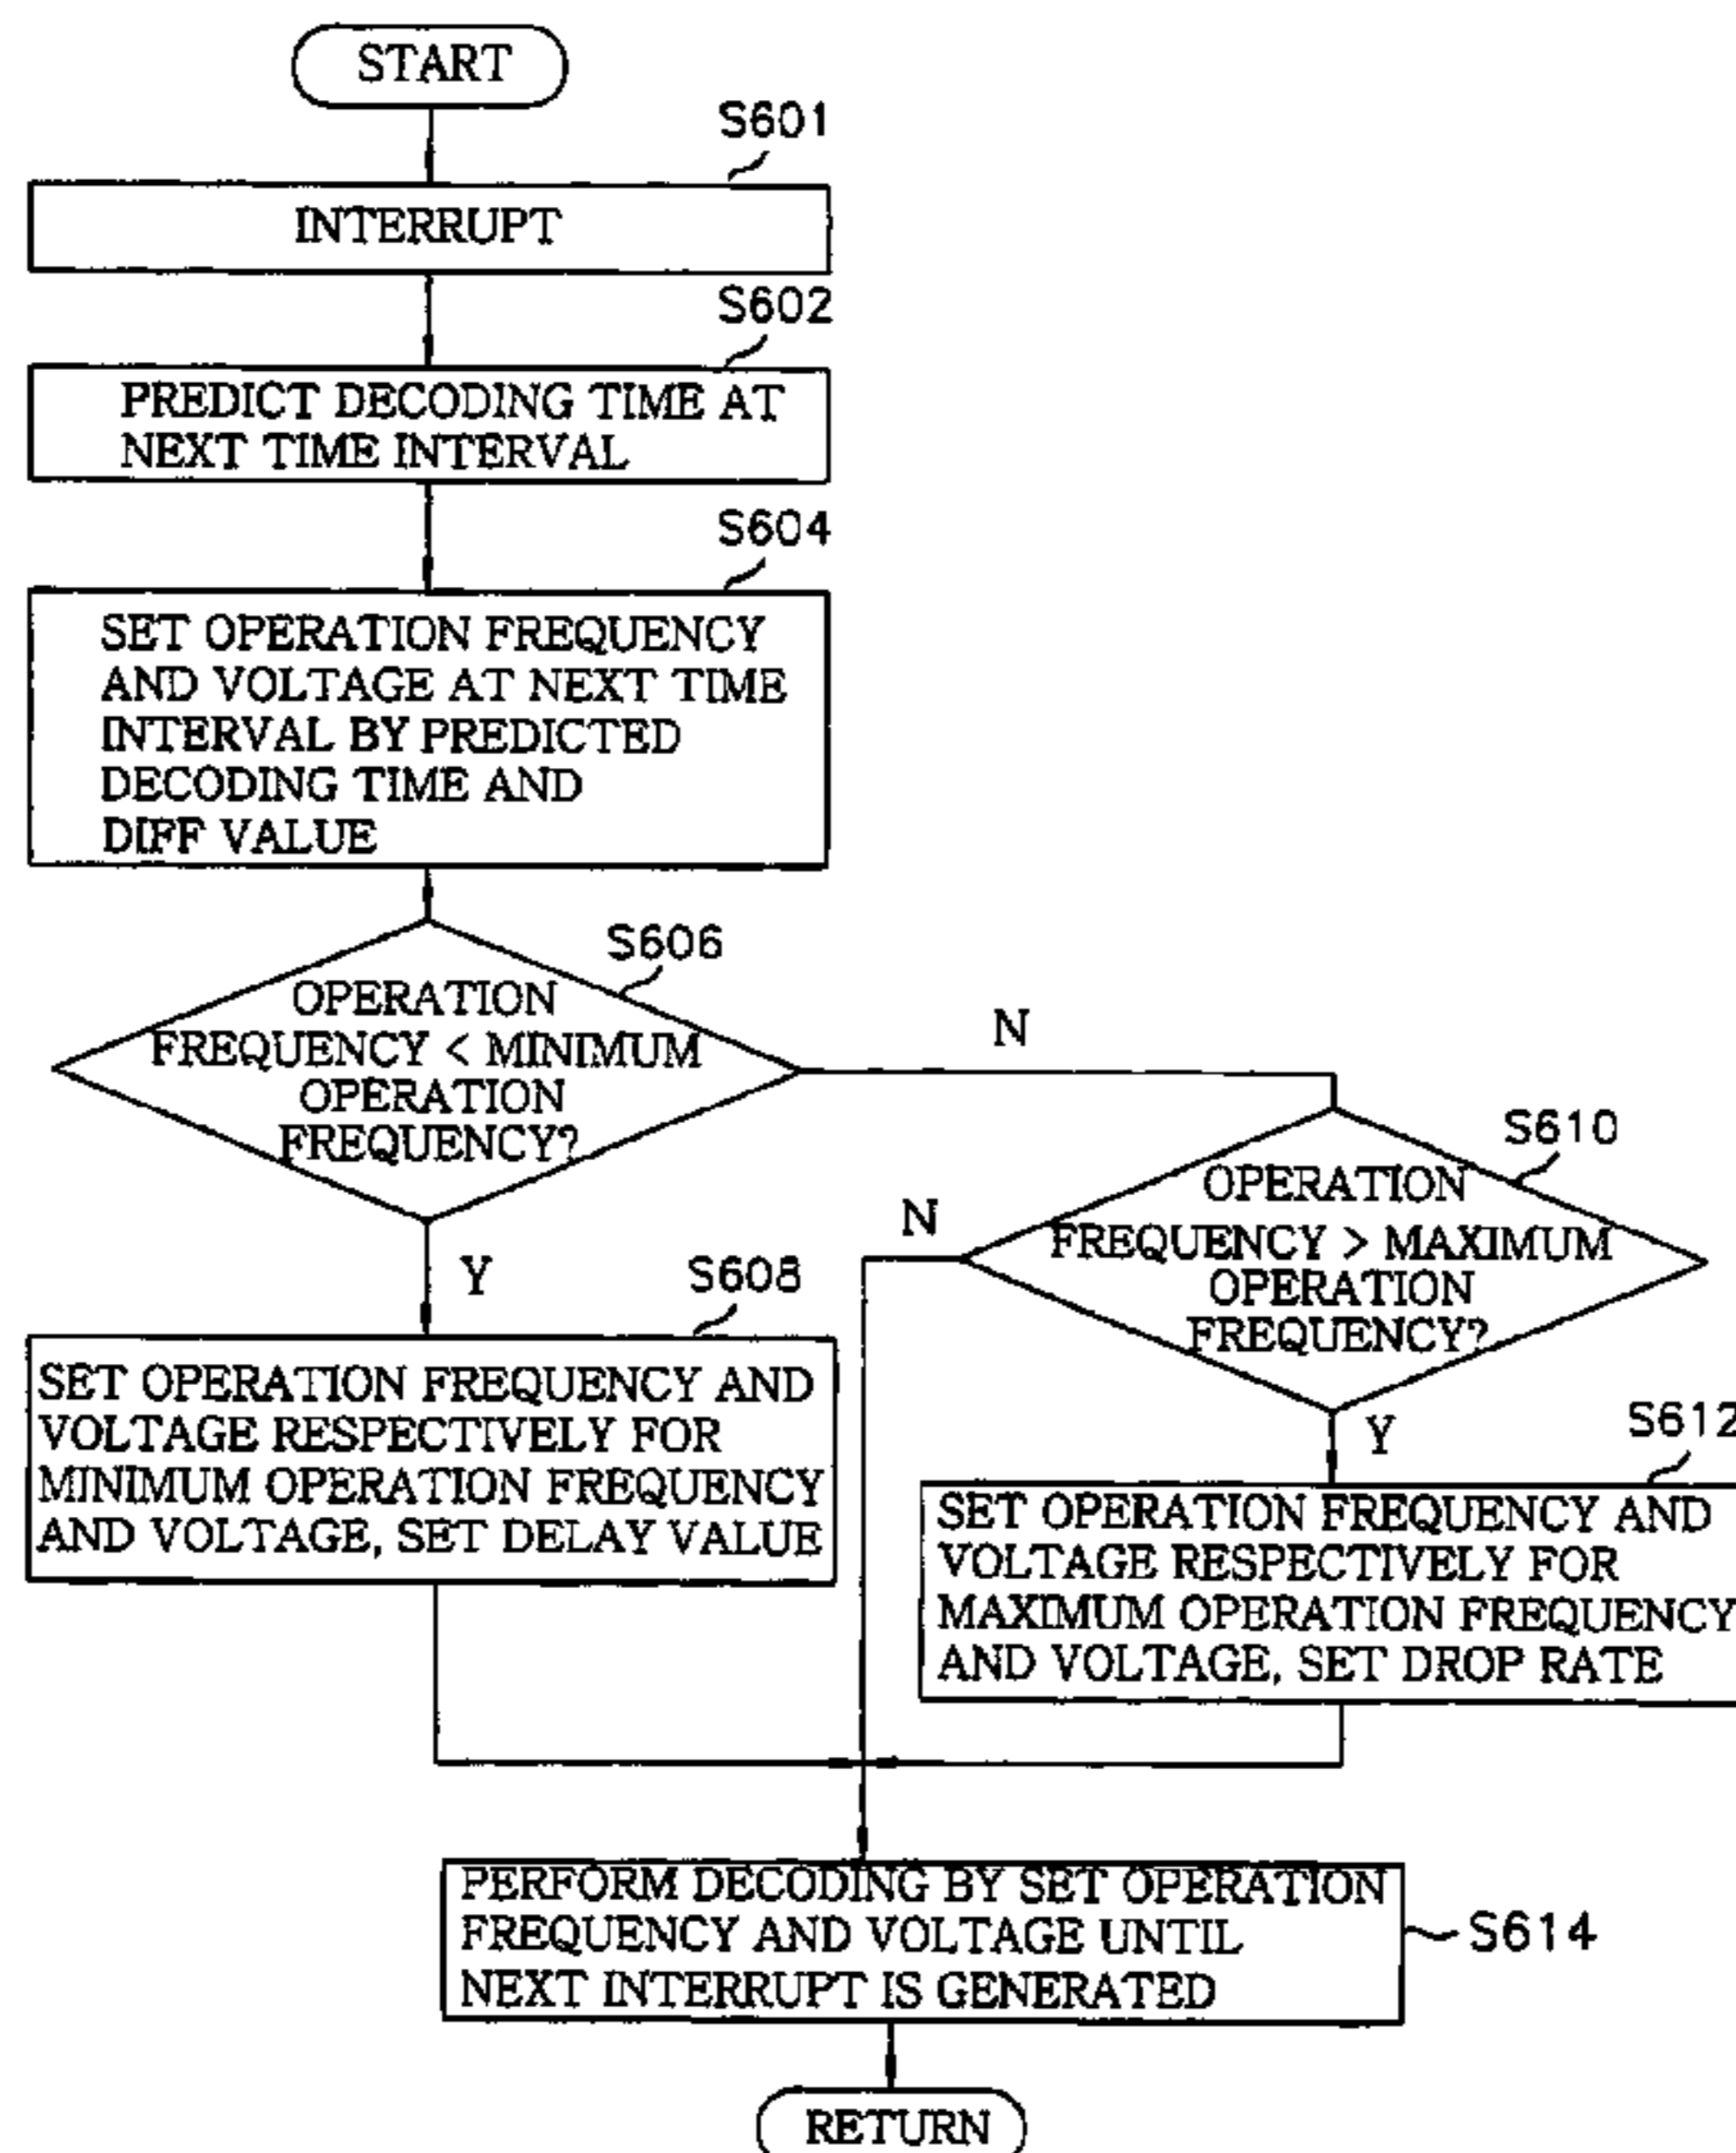 START
S601
INTERRUPT
S602
PREDICT DECODING TIME AT
NEXT TIME INTERVAL
S604
SET OPERATION FREQUENCY
AND VOLTAGE AT NEXT TIME
INTERVAL BY PREDICTED
DECODING TIME AND
DIFF VALUE
S606
OPERATION
FREQUENCY < MINIMUM
OPERATION
FREQUENCY?
N
Y
S610
OPERATION
FREQUENCY > MAXIMUM
OPERATION
FREQUENCY?
N
Y
S608
SET OPERATION FREQUENCY AND
VOLTAGE RESPECTIVELY FOR
MINIMUM OPERATION FREQUENCY
AND VOLTAGE, SET DELAY VALUE
S612
SET OPERATION FREQUENCY AND
VOLTAGE RESPECTIVELY FOR
MAXIMUM OPERATION FREQUENCY
AND VOLTAGE, SET DROP RATE
PERFORM DECODING BY SET OPERATION
FREQUENCY AND VOLTAGE UNTIL
NEXT INTERRUPT IS GENERATED
S614
RETURN